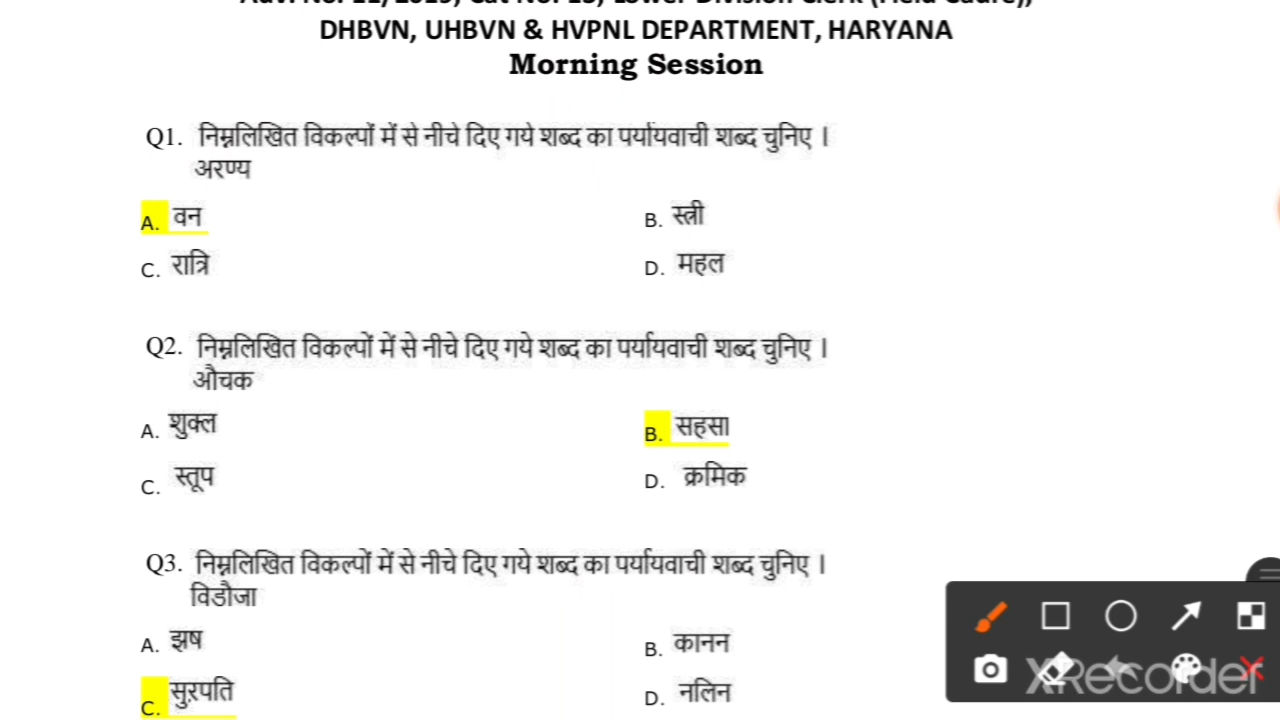 DHBVN, UHBVN & HVPNL DEPARTMENT, HARYANA
Morning Session
Q1. निम्नलिखित विकल्पों में से नीचे दिए गये शब्द का पर्यायवाची शब्द चुनिए ।
अरण्य
A. वन
B. स्त्री
C. रात्रि
D. महल
Q2. निम्नलिखित विकल्पों में से नीचे दिए गये शब्द का पर्यायवाची शब्द चुनिए ।
औचक
A. शुक्ल
B. सहसा
C. स्तूप
D. क्रमिक
Q3. निम्नलिखित विकल्पों में से नीचे दिए गये शब्द का पर्यायवाची शब्द चुनिए ।
विडौजा
A. झष
B. कानन
C. सुरपति
D. नलिन
XRecorder